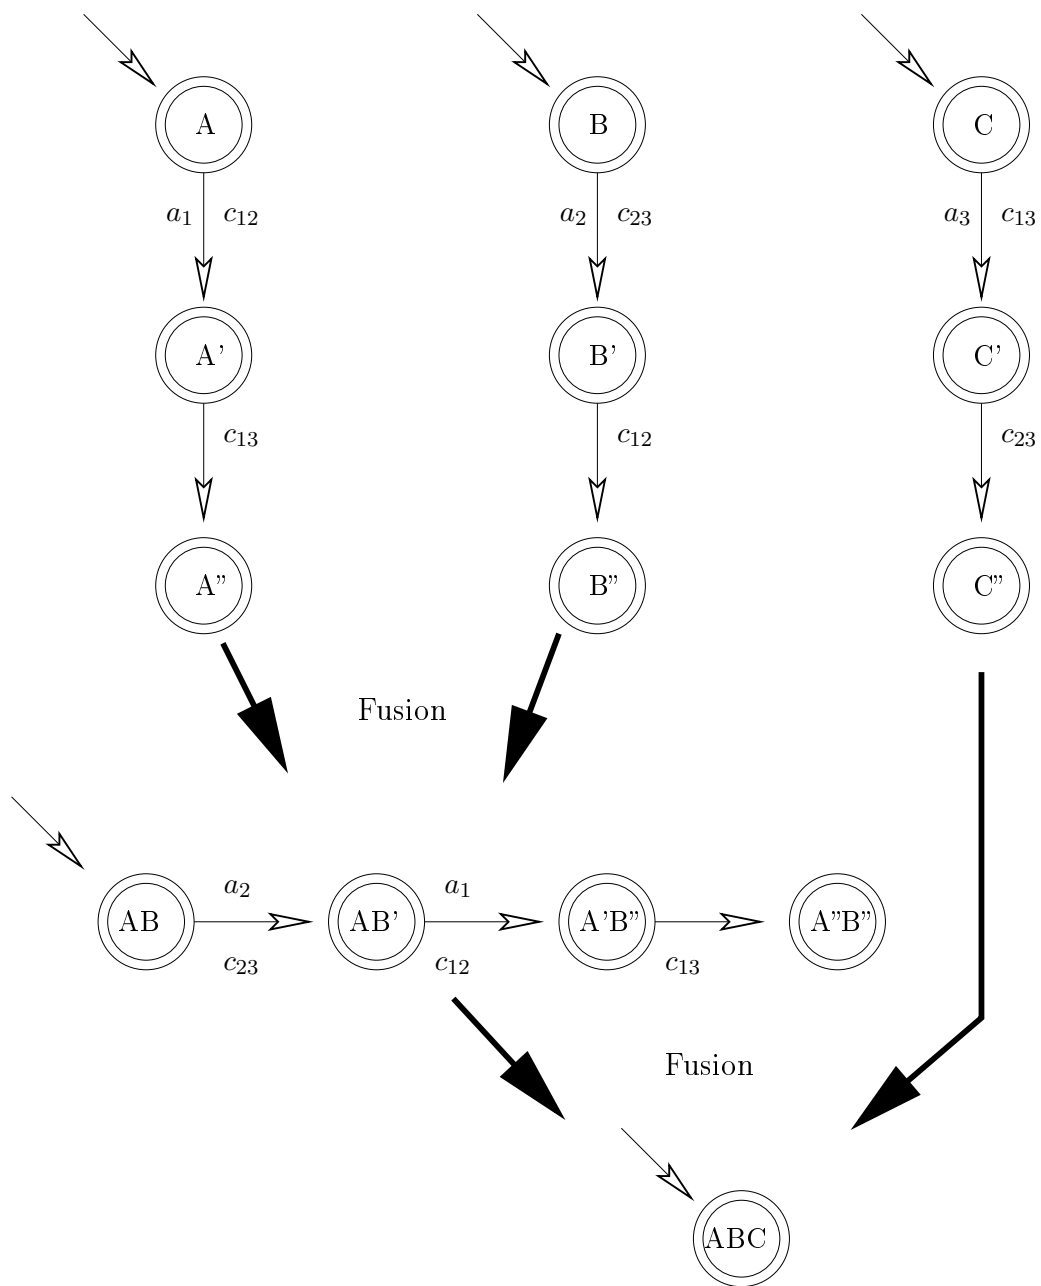 A B C
a₁ c₁₂ a₂ c₂₃ a₃ c₁₃
A' B' C'
c₁₃ c₁₂ c₂₃
A" B" C"
Fusion
a₂ a₁
AB AB' A'B" A"B"
c₂₃ c₁₂ c₁₃
Fusion
ABC